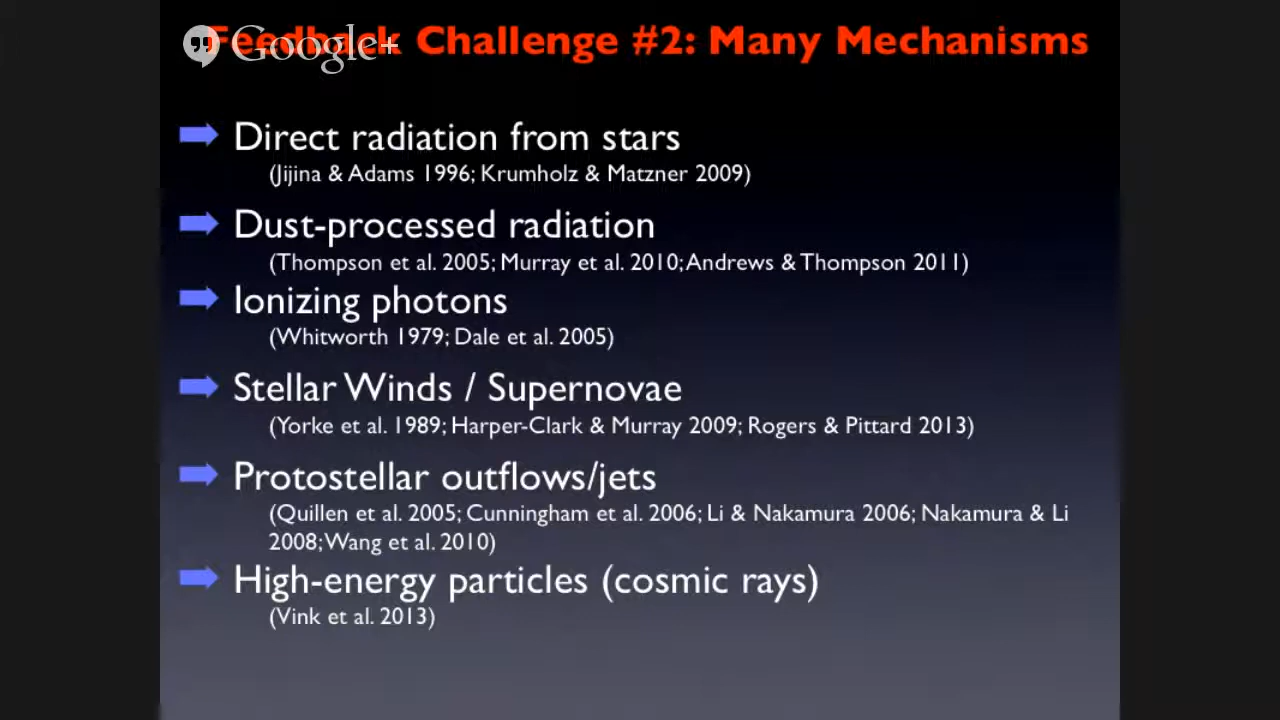 Feedback Challenge #2: Many Mechanisms
Google+
Direct radiation from stars
(Jijina & Adams 1996; Krumholz & Matzner 2009)
Dust-processed radiation
(Thompson et al. 2005; Murray et al. 2010; Andrews & Thompson 2011)
Ionizing photons
(Whitworth 1979; Dale et al. 2005)
Stellar Winds / Supernovae
(Yorke et al. 1989; Harper-Clark & Murray 2009; Rogers & Pittard 2013)
Protostellar outflows/jets
(Quillen et al. 2005; Cunningham et al. 2006; Li & Nakamura 2006; Nakamura & Li
2008; Wang et al. 2010)
High-energy particles (cosmic rays)
(Vink et al. 2013)